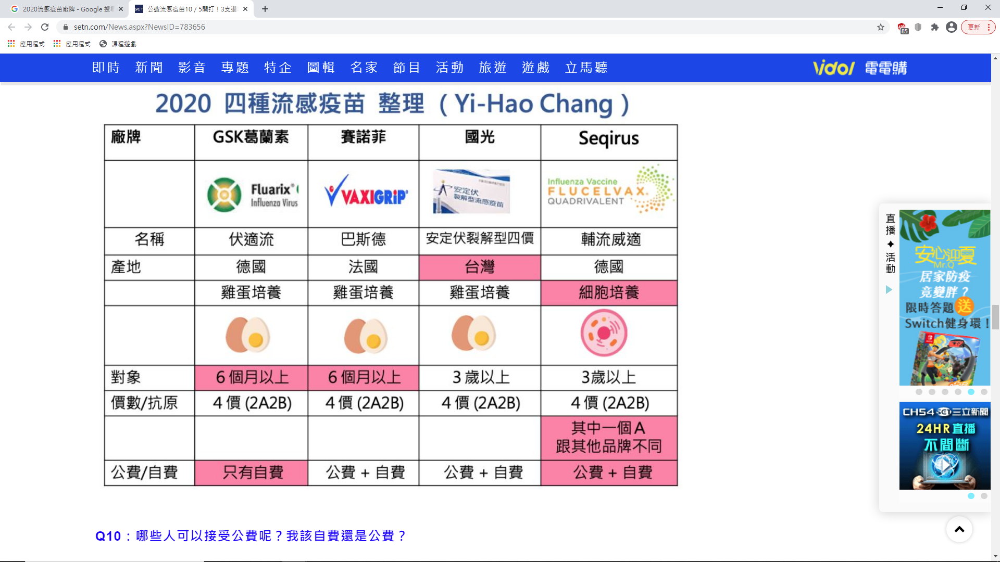 2020流感疫苗廠牌 - Google 搜尋
公費流感疫苗10／5開打！3支選
setn.com/News.aspx?NewsID=783656
85
更新
應用程式
應用程式
課程遊戲
即時 新聞 影音 專題 特企 圖輯 名家 節目 活動 旅遊 遊戲 立馬聽
Vidol 電電購
2020 四種流感疫苗 整理 （Yi-Hao Chang）
廠牌 GSK葛蘭素 賽諾菲 國光 Seqirus
Fluarix
Influenza Virus
VAXIGRIP
安定伏
裂解型流感疫苗
Influenza Vaccine
FLUCELVAX
QUADRIVALENT
名稱 伏適流 巴斯德 安定伏裂解型四價 輔流威適
產地 德國 法國 台灣 德國
雞蛋培養 雞蛋培養 雞蛋培養 細胞培養
對象 6 個月以上 6 個月以上 3 歲以上 3歲以上
價數/抗原 4 價 (2A2B) 4 價 (2A2B) 4 價 (2A2B) 4 價 (2A2B)
其中一個 A
跟其他品牌不同
公費/自費 只有自費 公費 + 自費 公費 + 自費 公費 + 自費
Q10：哪些人可以接受公費呢？我該自費還是公費？
直播✦活動
安心迎夏
Mr.Q
居家防疫
竟變胖？
限時答題送
Switch健身環！
CH54 SET 三立新聞
24HR直播
不間斷